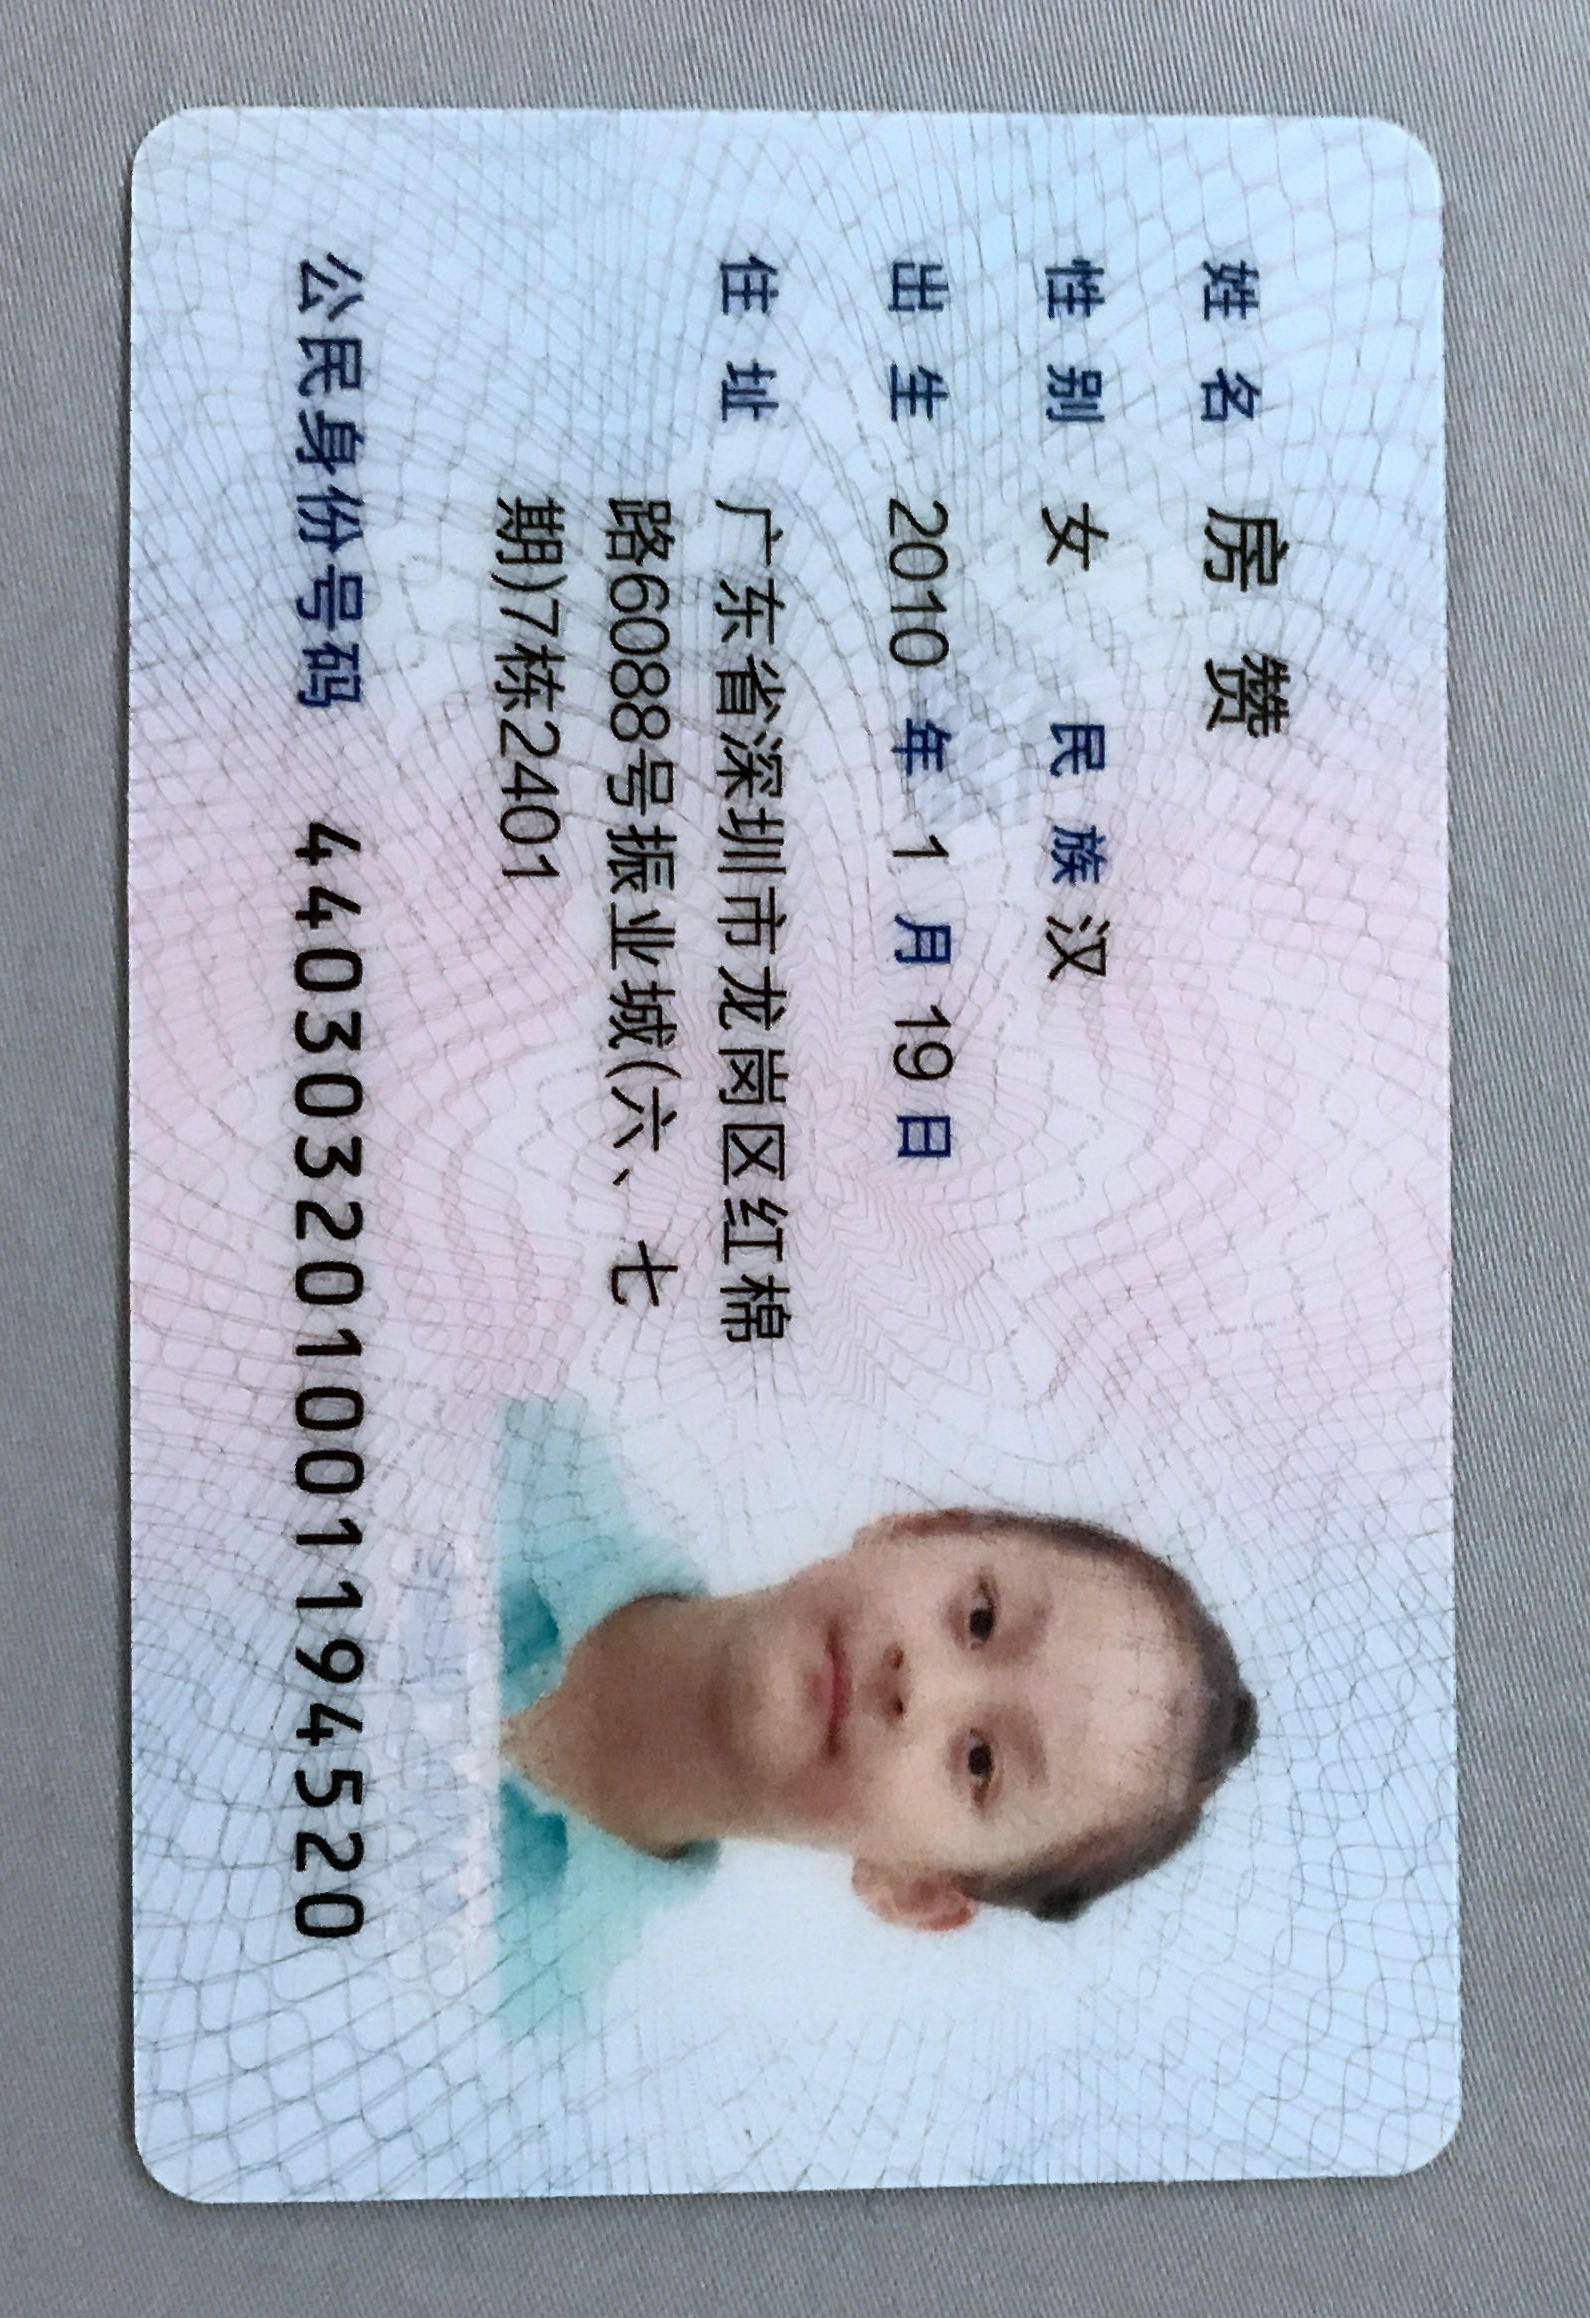 姓名 房赞
性别 女 民族 汉
出生 2010 年 1 月 19 日
住址 广东省深圳市龙岗区红棉
路6088号振业城(六、七
期)7栋2401
公民身份号码 440303201001194520